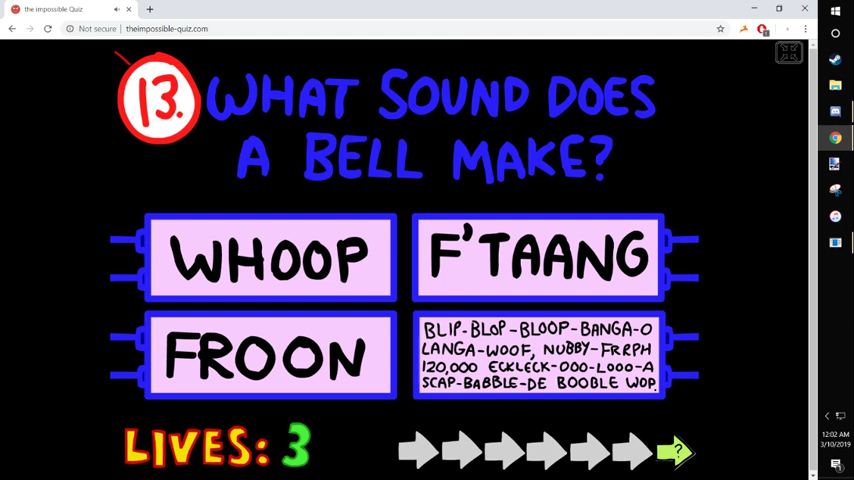 the impossible Quiz
Not secure | theimpossible-quiz.com
13. WHAT SOUND DOES
A BELL MAKE?
WHOOP
F'TAANG
FROON
BLIP-BLOP-BLOOP-BANGA-O
LANGA-WOOF, NUBBY-FRRPH
120,000 ECKLECK-OOO-LOOO-A
SCAP-BABBLE-DE BOOBLE WOP.
LIVES: 3
?
12:02 AM
3/10/2019